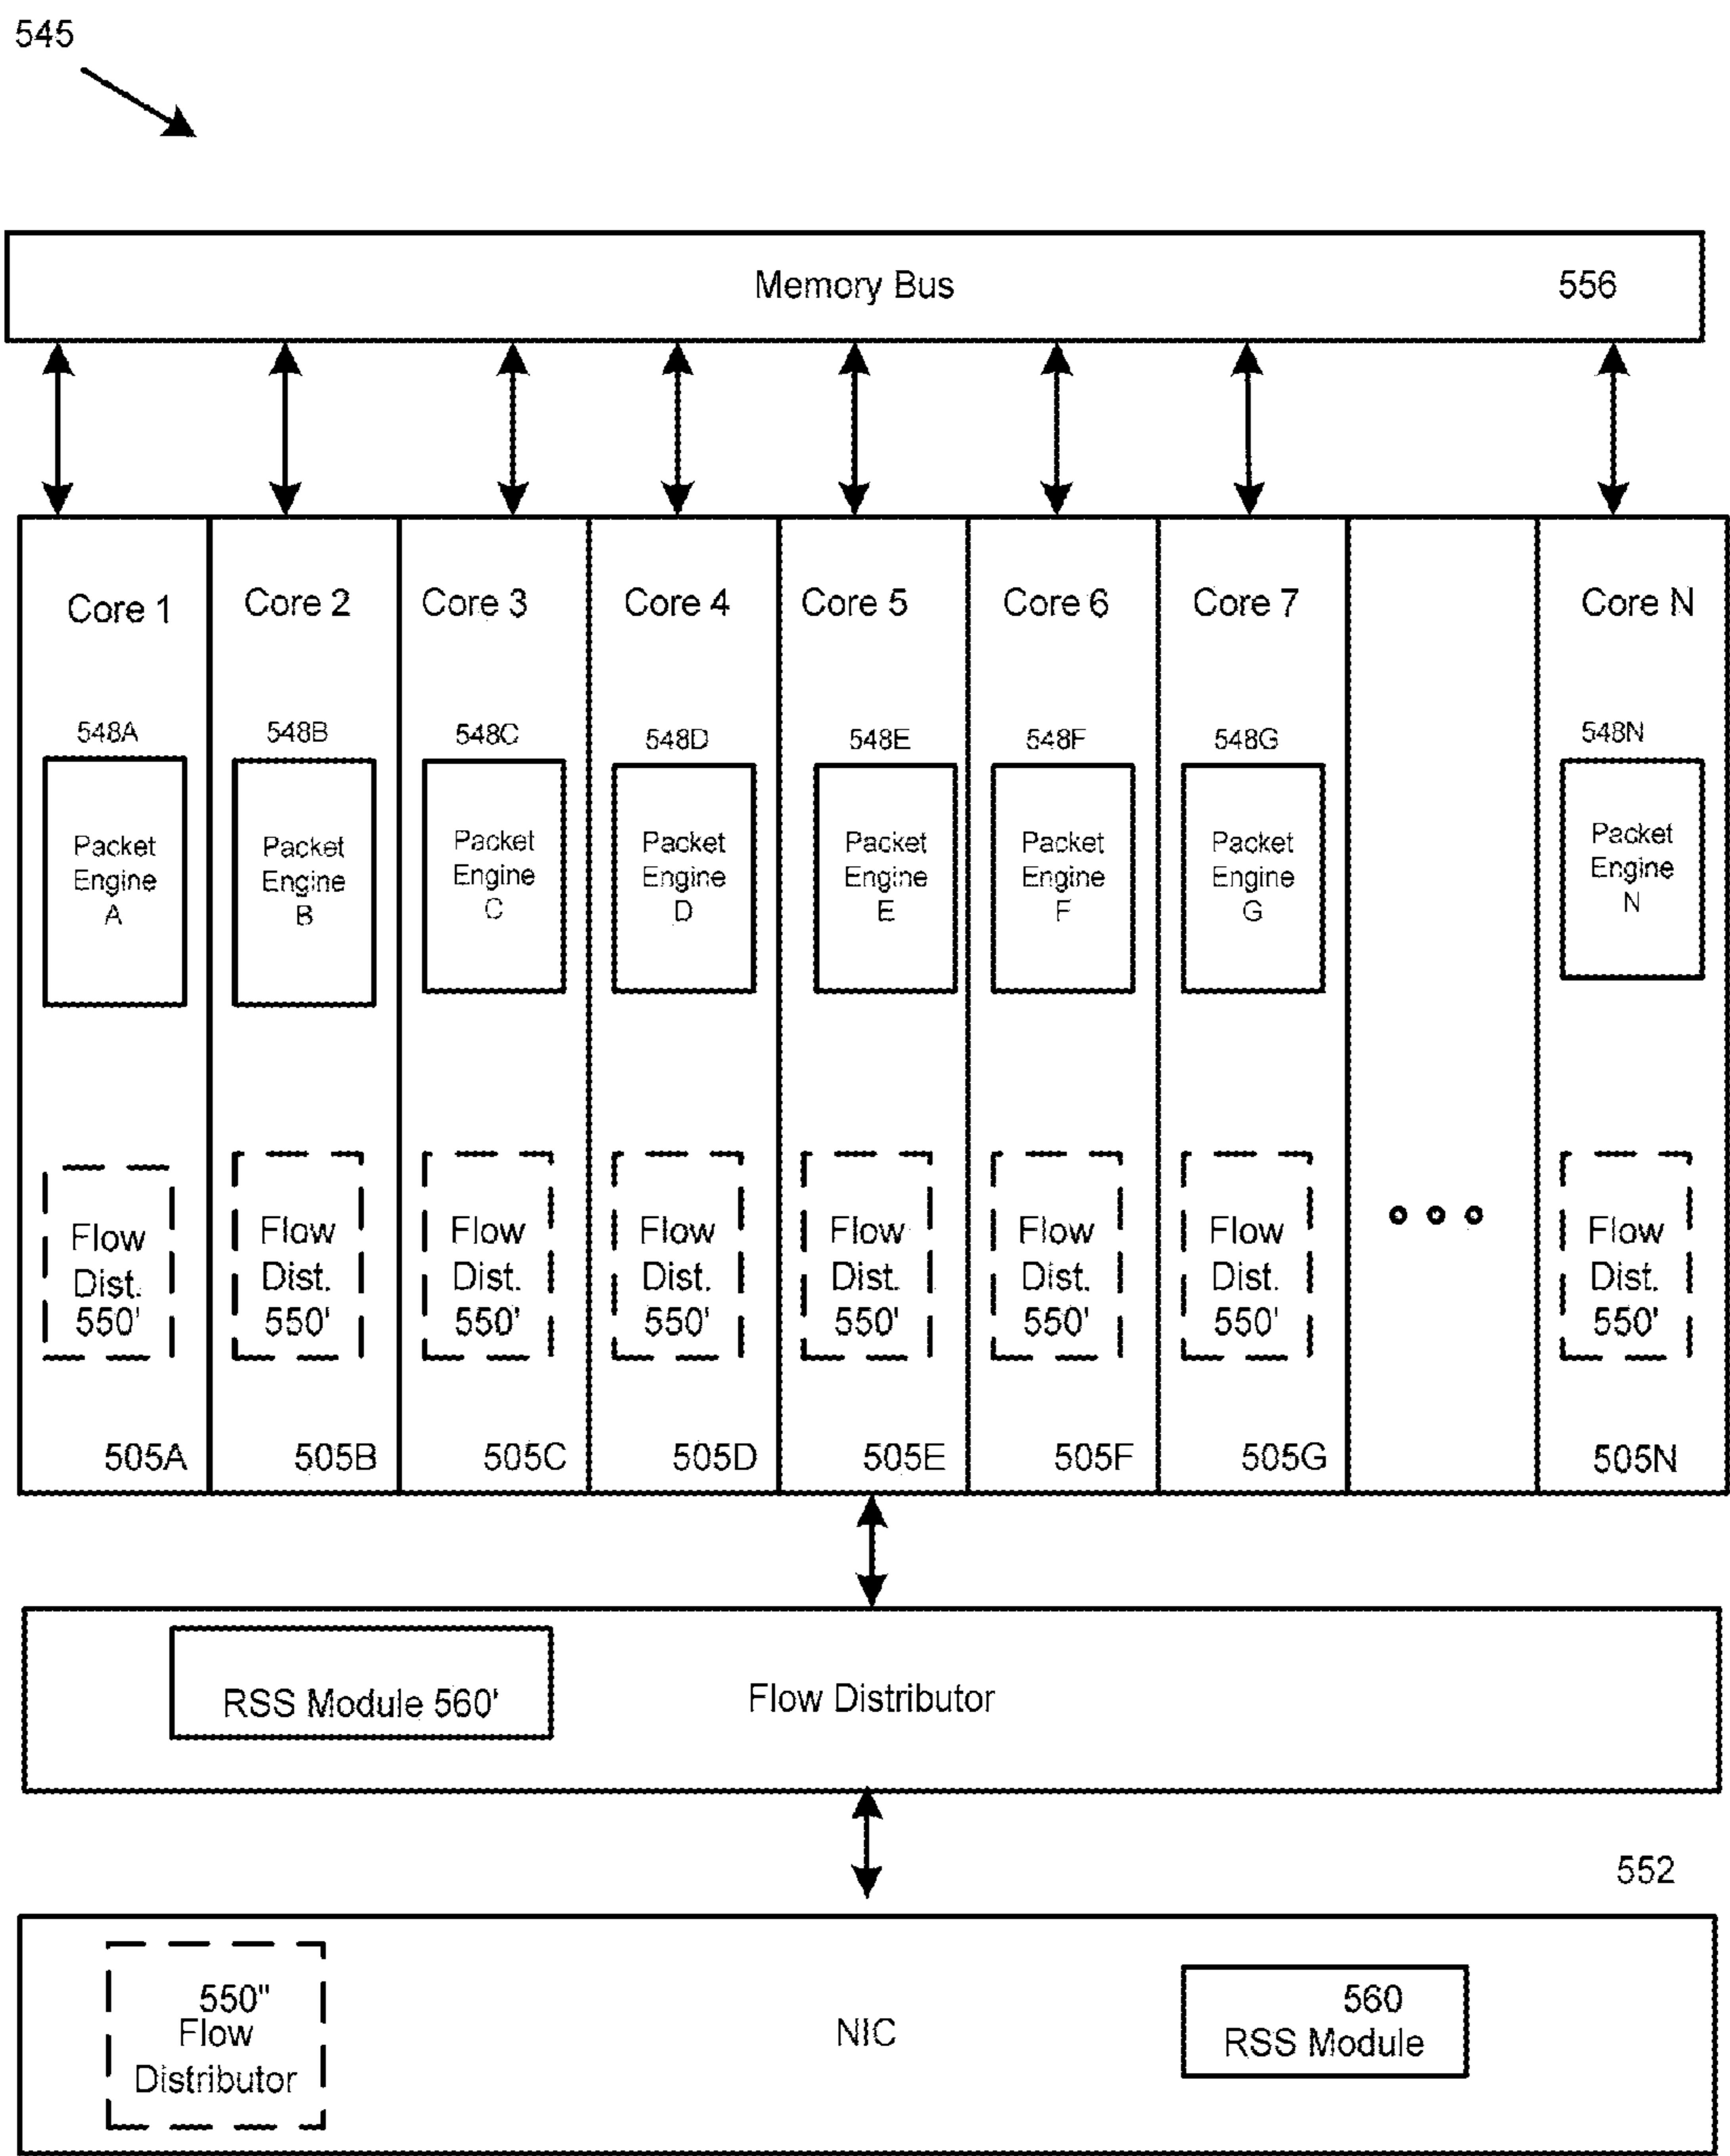 545
Memory Bus 556
Core 1 Core 2 Core 3 Core 4 Core 5 Core 6 Core 7 Core N
548A 548B 548C 548D 548E 548F 548G 548N
Packet Packet Packet Packet Packet Packet Packet Packet
Engine Engine Engine Engine Engine Engine Engine Engine
A B C D E F G N
Flow Flow Flow Flow Flow Flow Flow Flow
Dist. Dist. Dist. Dist. Dist. Dist. Dist. Dist.
550' 550' 550' 550' 550' 550' 550' 550'
505A 505B 505C 505D 505E 505F 505G 505N
RSS Module 560' Flow Distributor
552
550" 560
Flow NIC RSS Module
Distributor